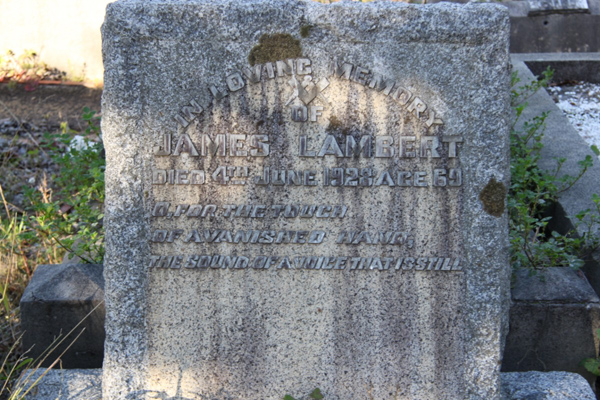 IN LOVING MEMORY
OF
JAMES LAMBERT
DIED 4TH JUNE 1928 AGE 69
O, FOR THE TOUCH
OF A VANISHED HAND,
THE SOUND OF A VOICE THAT IS STILL